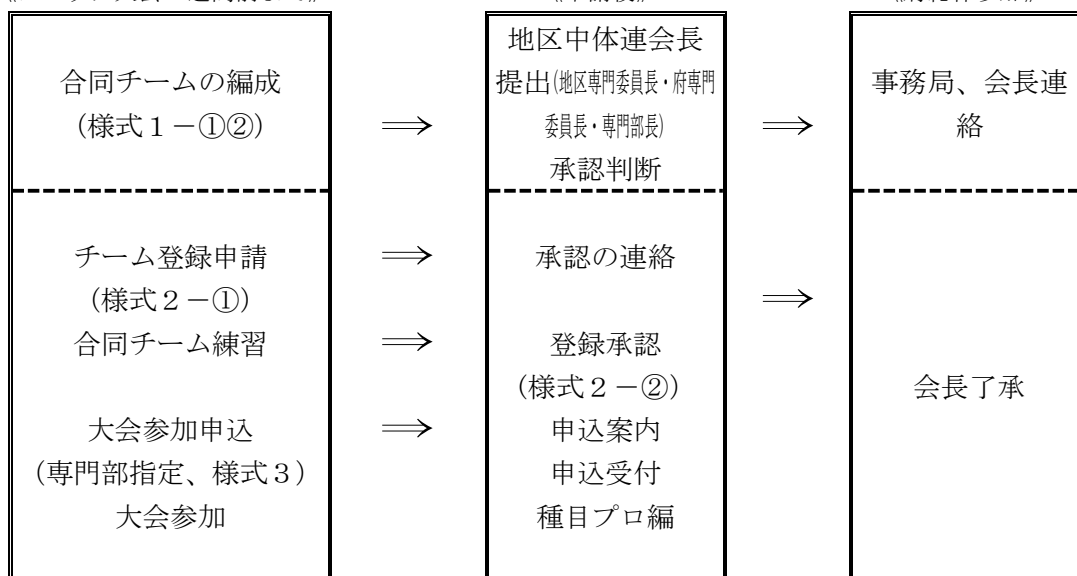 合同チームの編成
（様式１－①②）
⟹
地区中体連会長
提出(地区専門委員長・府専門
委員長・専門部長)
承認判断
⟹
事務局、会長連
絡
チーム登録申請
（様式２－①）
合同チーム練習
大会参加申込
（専門部指定、様式３）
大会参加
⟹
⟹
⟹
承認の連絡
登録承認
（様式２－②）
申込案内
申込受付
種目プロ編
⟹
会長了承